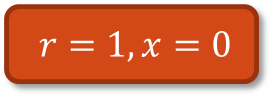 r = 1, x = 0